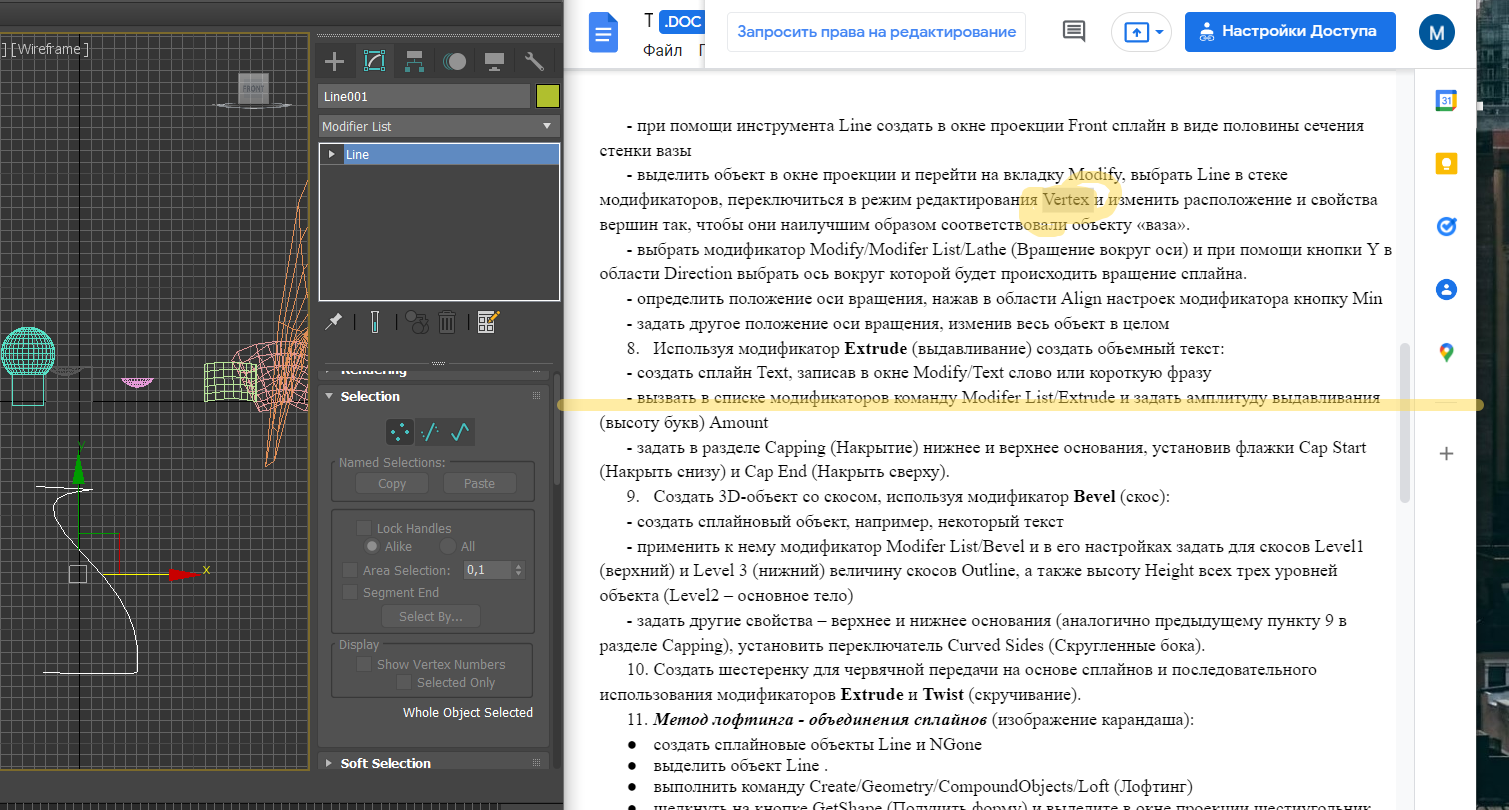 ] [Wireframe ]
FRONT
Y
X
Line001
Modifier List
Line
Rendering
Selection
Named Selections:
Copy Paste
Lock Handles
Alike All
Area Selection: 0,1
Segment End
Select By...
Display
Show Vertex Numbers
Selected Only
Whole Object Selected
Soft Selection
Т .DOC
Файл
Запросить права на редактирование
Настройки Доступа
M
31
- при помощи инструмента Line создать в окне проекции Front сплайн в виде половины сечения
стенки вазы
- выделить объект в окне проекции и перейти на вкладку Modify, выбрать Line в стеке
модификаторов, переключиться в режим редактирования Vertex и изменить расположение и свойства
вершин так, чтобы они наилучшим образом соответствовали объекту «ваза».
- выбрать модификатор Modify/Modifer List/Lathe (Вращение вокруг оси) и при помощи кнопки Y в
области Direction выбрать ось вокруг которой будет происходить вращение сплайна.
- определить положение оси вращения, нажав в области Align настроек модификатора кнопку Min
- задать другое положение оси вращения, изменив весь объект в целом
8. Используя модификатор Extrude (выдавливание) создать объемный текст:
- создать сплайн Text, записав в окне Modify/Text слово или короткую фразу
- вызвать в списке модификаторов команду Modifer List/Extrude и задать амплитуду выдавливания
(высоту букв) Amount
- задать в разделе Capping (Накрытие) нижнее и верхнее основания, установив флажки Cap Start
(Накрыть снизу) и Cap End (Накрыть сверху).
9. Создать 3D-объект со скосом, используя модификатор Bevel (скос):
- создать сплайновый объект, например, некоторый текст
- применить к нему модификатор Modifer List/Bevel и в его настройках задать для скосов Level1
(верхний) и Level 3 (нижний) величину скосов Outline, а также высоту Height всех трех уровней
объекта (Level2 – основное тело)
- задать другие свойства – верхнее и нижнее основания (аналогично предыдущему пункту 9 в
разделе Capping), установить переключатель Curved Sides (Скругленные бока).
10. Создать шестеренку для червячной передачи на основе сплайнов и последовательного
использования модификаторов Extrude и Twist (скручивание).
11. Метод лофтинга - объединения сплайнов (изображение карандаша):
● создать сплайновые объекты Line и NGone
● выделить объект Line .
● выполнить команду Create/Geometry/CompoundObjects/Loft (Лофтинг)
● щелкнуть на кнопке GetShape (Получить форму) и выделите в окне проекции шестиугольник